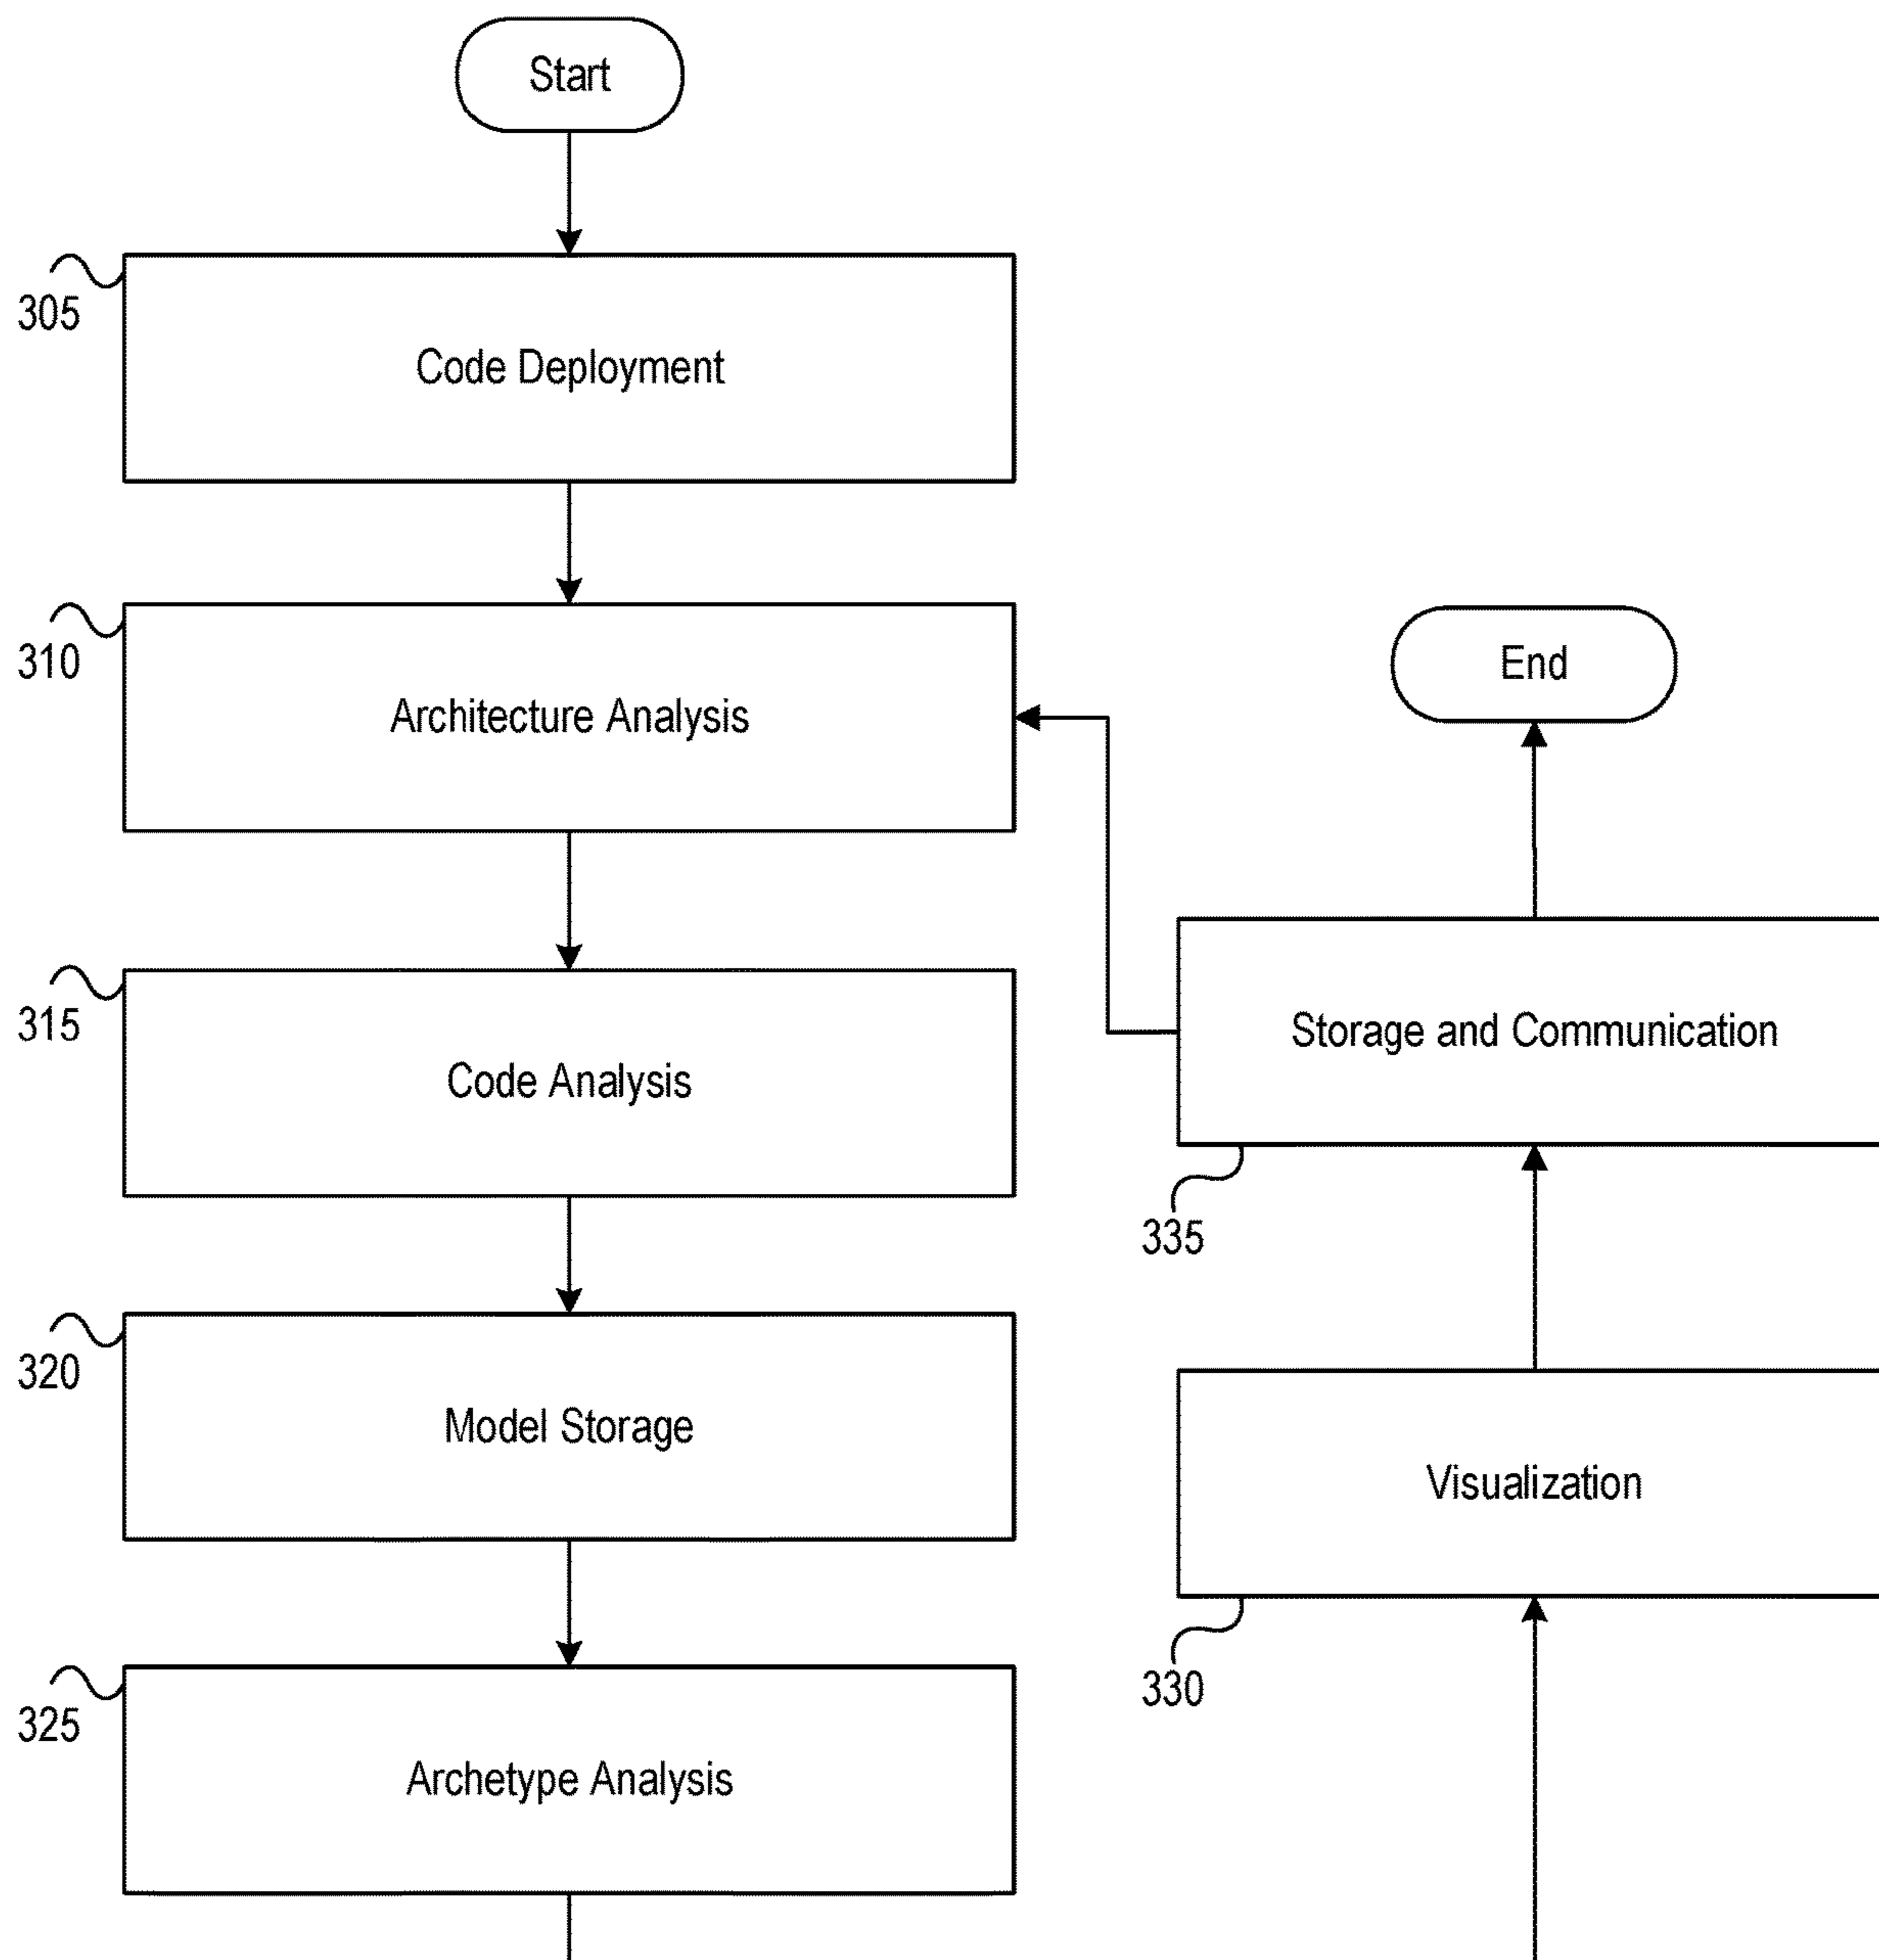 Start
305
Code Deployment
310
Architecture Analysis
315
Code Analysis
320
Model Storage
325
Archetype Analysis
End
Storage and Communication
335
Visualization
330